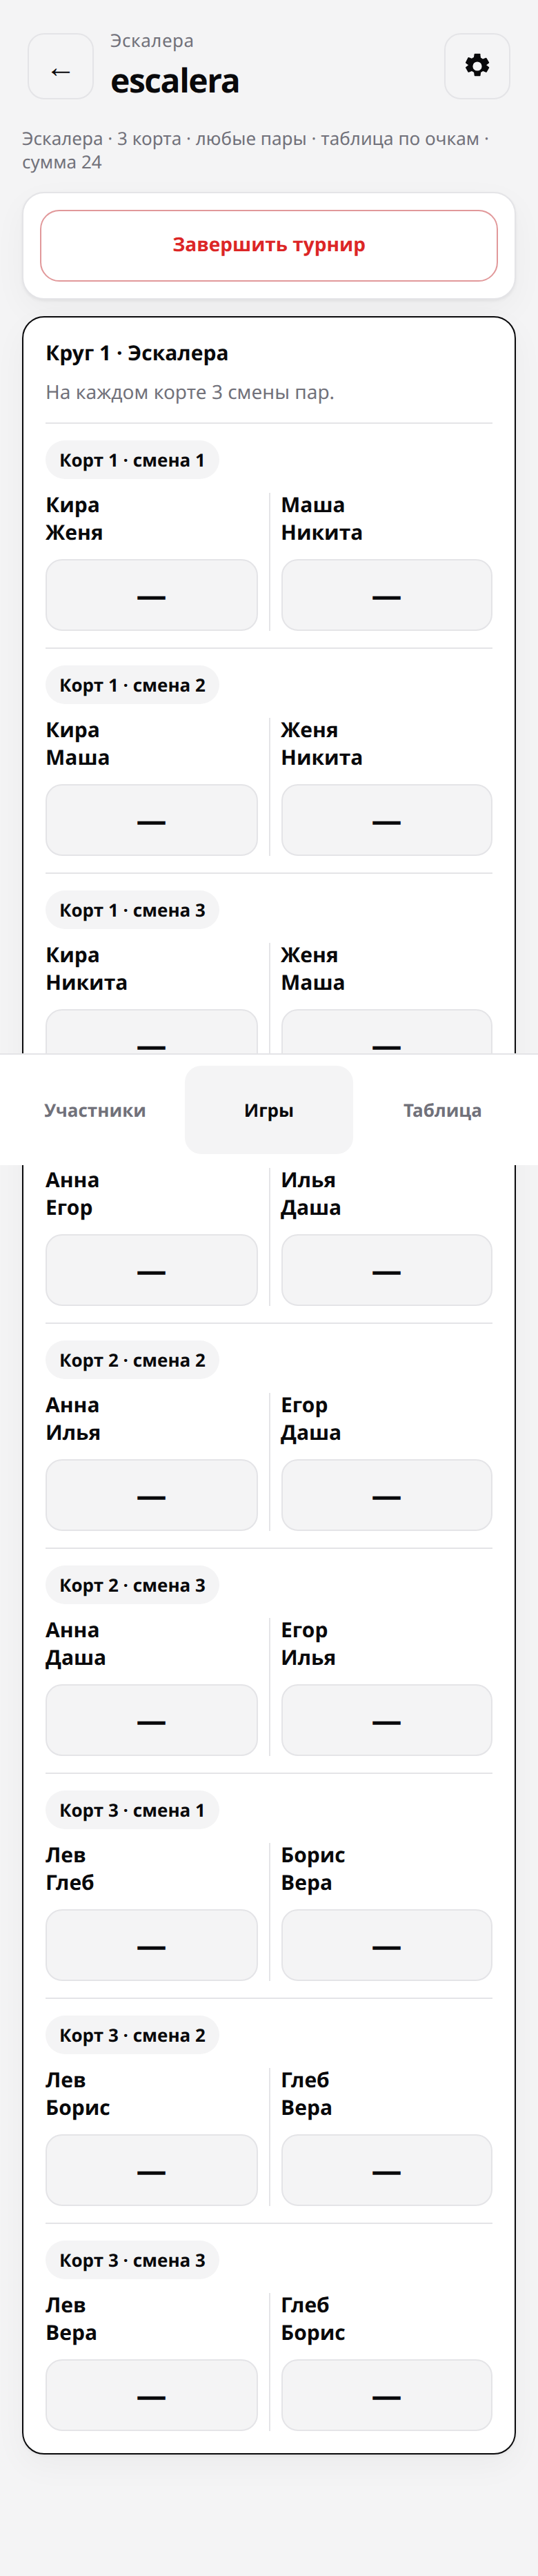 ←
Эскалера
escalera
Эскалера · 3 корта · любые пары · таблица по очкам ·
сумма 24
Завершить турнир
Круг 1 · Эскалера
На каждом корте 3 смены пар.
Корт 1 · смена 1
Кира
Женя
Маша
Никита
—
—
Корт 1 · смена 2
Кира
Маша
Женя
Никита
—
—
Корт 1 · смена 3
Кира
Никита
Женя
Маша
—
—
Участники
Игры
Таблица
Анна
Егор
Илья
Даша
—
—
Корт 2 · смена 2
Анна
Илья
Егор
Даша
—
—
Корт 2 · смена 3
Анна
Даша
Егор
Илья
—
—
Корт 3 · смена 1
Лев
Глеб
Борис
Вера
—
—
Корт 3 · смена 2
Лев
Борис
Глеб
Вера
—
—
Корт 3 · смена 3
Лев
Вера
Глеб
Борис
—
—